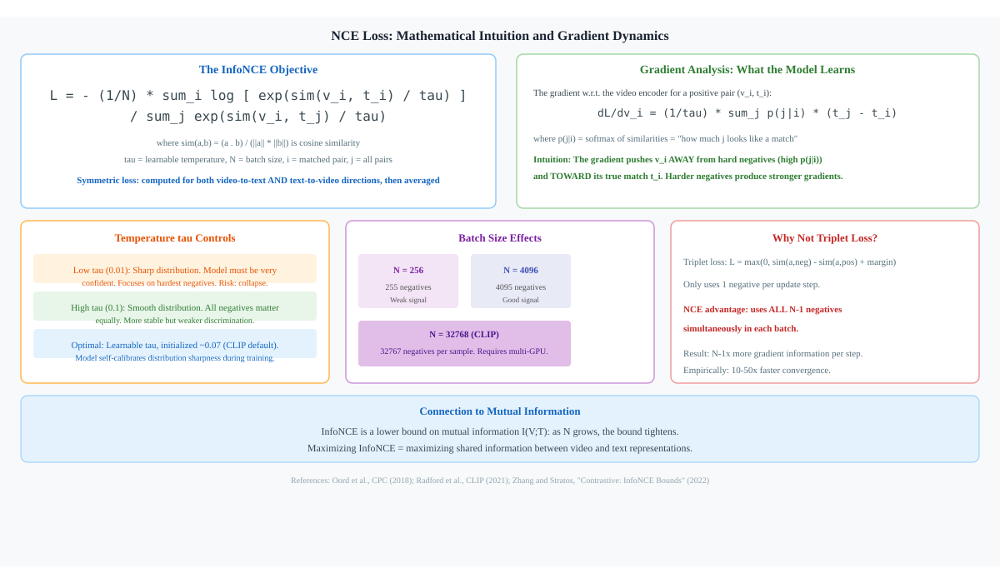 NCE Loss: Mathematical Intuition and Gradient Dynamics
The InfoNCE Objective
L = - (1/N) * sum_i log [ exp(sim(v_i, t_i) / tau) ]
/ sum_j exp(sim(v_i, t_j) / tau)
where sim(a,b) = (a . b) / (||a|| * ||b||) is cosine similarity
tau = learnable temperature, N = batch size, i = matched pair, j = all pairs
Symmetric loss: computed for both video-to-text AND text-to-video directions, then averaged
Gradient Analysis: What the Model Learns
The gradient w.r.t. the video encoder for a positive pair (v_i, t_i):
dL/dv_i = (1/tau) * sum_j p(j|i) * (t_j - t_i)
where p(j|i) = softmax of similarities = "how much j looks like a match"
Intuition: The gradient pushes v_i AWAY from hard negatives (high p(j|i))
and TOWARD its true match t_i. Harder negatives produce stronger gradients.
Temperature tau Controls
Low tau (0.01): Sharp distribution. Model must be very
confident. Focuses on hardest negatives. Risk: collapse.
High tau (0.1): Smooth distribution. All negatives matter
equally. More stable but weaker discrimination.
Optimal: Learnable tau, initialized ~0.07 (CLIP default).
Model self-calibrates distribution sharpness during training.
Batch Size Effects
N = 256
255 negatives
Weak signal
N = 4096
4095 negatives
Good signal
N = 32768 (CLIP)
32767 negatives per sample. Requires multi-GPU.
Why Not Triplet Loss?
Triplet loss: L = max(0, sim(a,neg) - sim(a,pos) + margin)
Only uses 1 negative per update step.
NCE advantage: uses ALL N-1 negatives
simultaneously in each batch.
Result: N-1x more gradient information per step.
Empirically: 10-50x faster convergence.
Connection to Mutual Information
InfoNCE is a lower bound on mutual information I(V;T): as N grows, the bound tightens.
Maximizing InfoNCE = maximizing shared information between video and text representations.
References: Oord et al., CPC (2018); Radford et al., CLIP (2021); Zhang and Stratos, "Contrastive: InfoNCE Bounds" (2022)